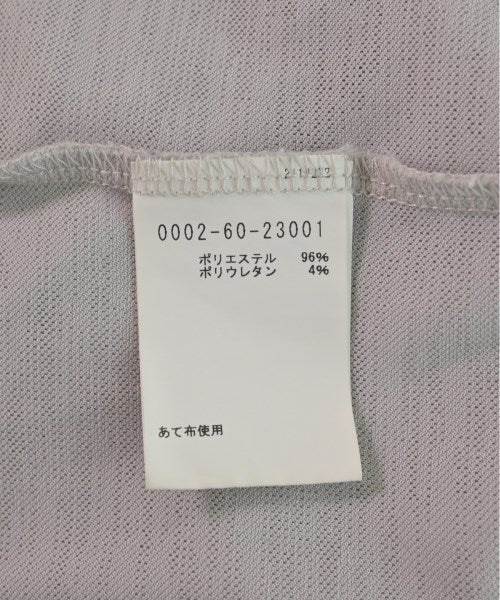 0002-60-23001
ポリエステル 96%
ポリウレタン 4%
あて布使用